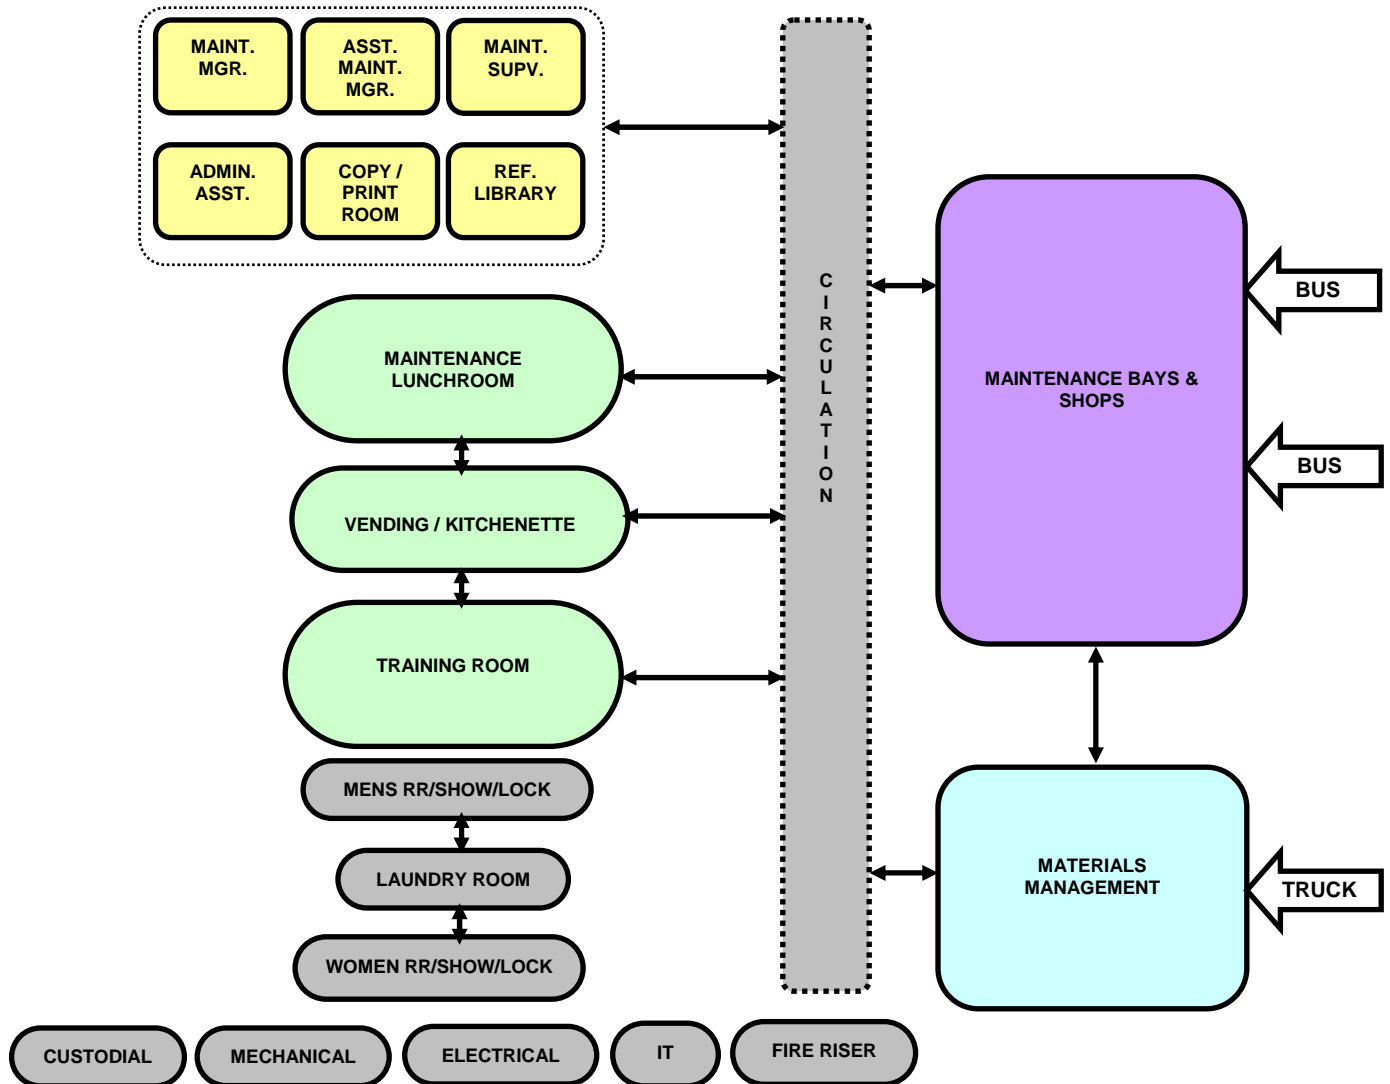 MAINT.
MGR.
ASST.
MAINT.
MGR.
MAINT.
SUPV.
ADMIN.
ASST.
COPY /
PRINT
ROOM
REF.
LIBRARY
MAINTENANCE
LUNCHROOM
VENDING / KITCHENETTE
TRAINING ROOM
MENS RR/SHOW/LOCK
LAUNDRY ROOM
WOMEN RR/SHOW/LOCK
CIRCULATION
MAINTENANCE BAYS &
SHOPS
BUS
BUS
MATERIALS
MANAGEMENT
TRUCK
CUSTODIAL
MECHANICAL
ELECTRICAL
IT
FIRE RISER